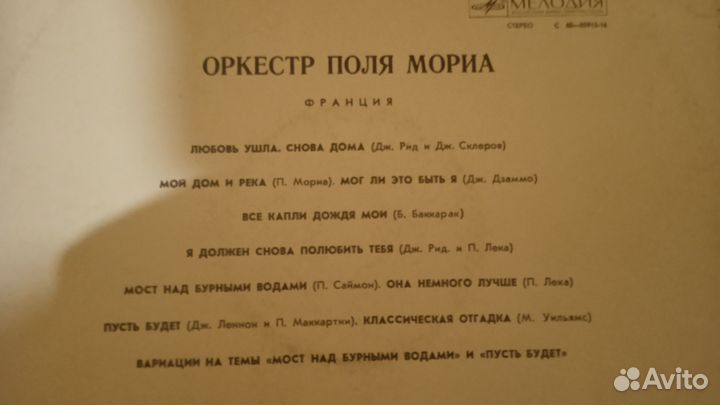 МЕЛОДИЯ
СТЕРЕО
ОРКЕСТР ПОЛЯ МОРИА
ФРАНЦИЯ
ЛЮБОВЬ УШЛА. СНОВА ДОМА (Дж. Рид и Дж. Склеров)
МОЙ ДОМ И РЕКА (П. Мориа). МОГ ЛИ ЭТО БЫТЬ Я (Дж. Дзаммо)
ВСЕ КАПЛИ ДОЖДЯ МОИ (Б. Баккарак)
Я ДОЛЖЕН СНОВА ПОЛЮБИТЬ ТЕБЯ (Дж. Рид. и П. Лека)
МОСТ НАД БУРНЫМИ ВОДАМИ (П. Саймон). ОНА НЕМНОГО ЛУЧШЕ (П. Лека)
ПУСТЬ БУДЕТ (Дж. Леннон и П. Маккартни). КЛАССИЧЕСКАЯ ОТГАДКА (М. Уильямс)
ВАРИАЦИИ НА ТЕМЫ «МОСТ НАД БУРНЫМИ ВОДАМИ» И «ПУСТЬ БУДЕТ»
Avito